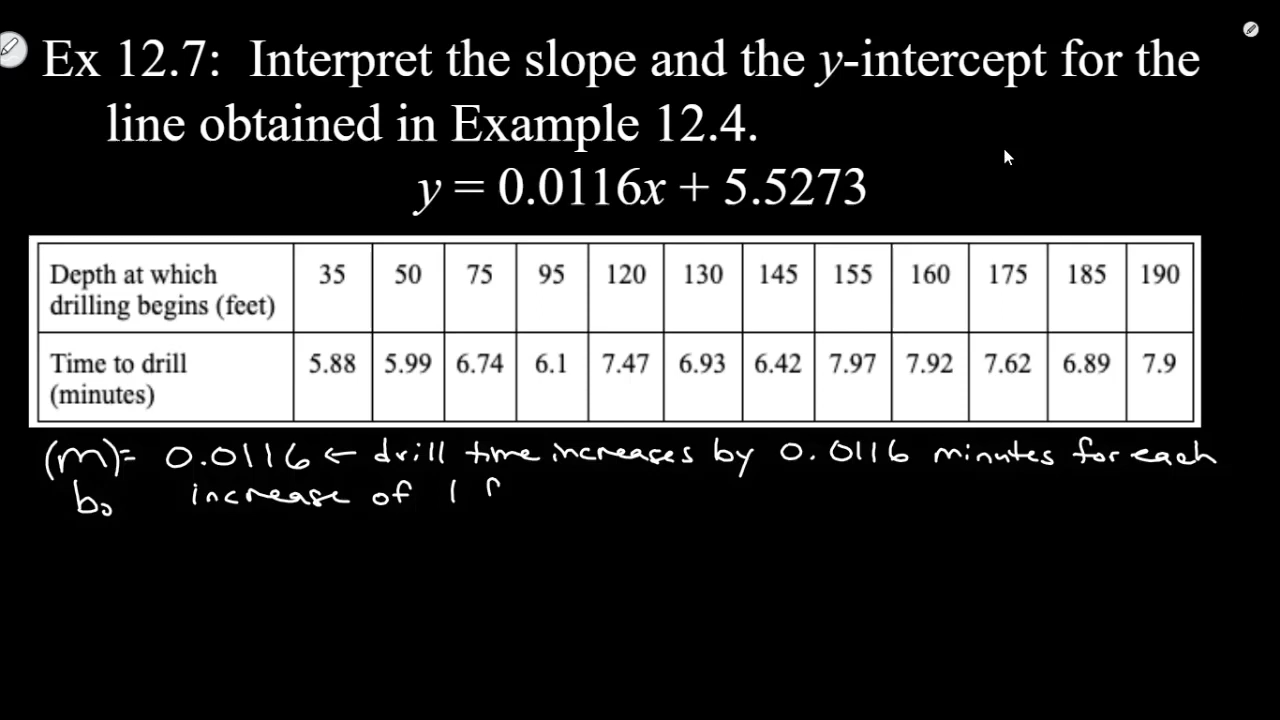 Ex 12.7: Interpret the slope and the y-intercept for the
line obtained in Example 12.4.
y = 0.0116x + 5.5273
Depth at which drilling begins (feet) 35 50 75 95 120 130 145 155 160 175 185 190
Time to drill (minutes) 5.88 5.99 6.74 6.1 7.47 6.93 6.42 7.97 7.92 7.62 6.89 7.9
(m)= 0.0116 ← drill time increases by 0.0116 minutes for each
b₀ increase of 1